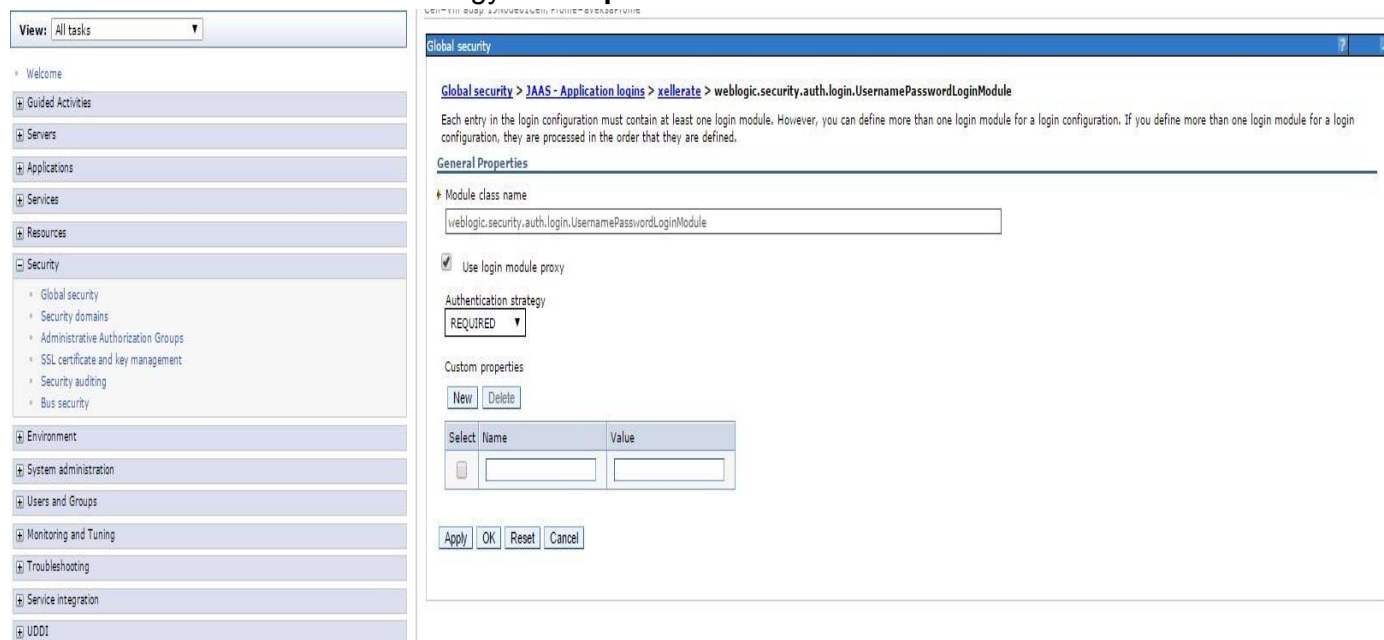 View: All tasks
Welcome
Guided Activities
Servers
Applications
Services
Resources
Security
Global security
Security domains
Administrative Authorization Groups
SSL certificate and key management
Security auditing
Bus security
Environment
System administration
Users and Groups
Monitoring and Tuning
Troubleshooting
Service integration
UDDI
Global security ?
Global security > JAAS - Application logins > xellerate > weblogic.security.auth.login.UsernamePasswordLoginModule
Each entry in the login configuration must contain at least one login module. However, you can define more than one login module for a login configuration. If you define more than one login module for a login
configuration, they are processed in the order that they are defined.
General Properties
Module class name
weblogic.security.auth.login.UsernamePasswordLoginModule
Use login module proxy
Authentication strategy
REQUIRED
Custom properties
New Delete
Select Name Value
Apply OK Reset Cancel